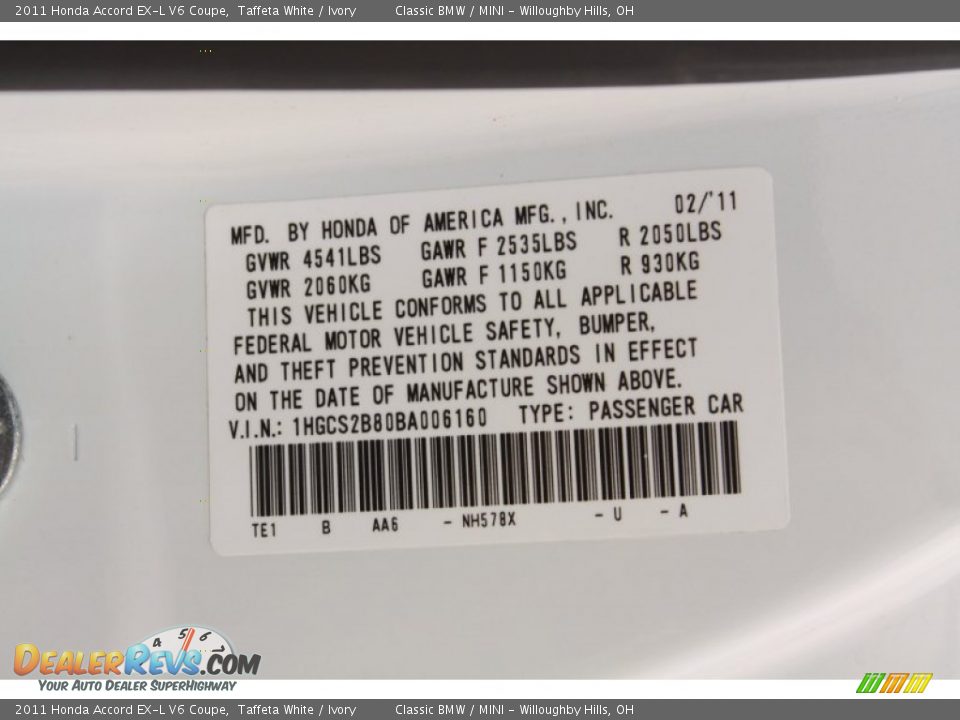 2011 Honda Accord EX-L V6 Coupe, Taffeta White / Ivory Classic BMW / MINI - Willoughby Hills, OH
MFD. BY HONDA OF AMERICA MFG., INC. 02/'11
GVWR 4541LBS GAWR F 2535LBS R 2050LBS
GVWR 2060KG GAWR F 1150KG R 930KG
THIS VEHICLE CONFORMS TO ALL APPLICABLE
FEDERAL MOTOR VEHICLE SAFETY, BUMPER,
AND THEFT PREVENTION STANDARDS IN EFFECT
ON THE DATE OF MANUFACTURE SHOWN ABOVE.
V.I.N.: 1HGCS2B80BA006160 TYPE: PASSENGER CAR
TE1 B AA6 - NH578X - U - A
4 5 6 7
DEALERREVS.COM
YOUR AUTO DEALER SUPERHIGHWAY
2011 Honda Accord EX-L V6 Coupe, Taffeta White / Ivory Classic BMW / MINI - Willoughby Hills, OH